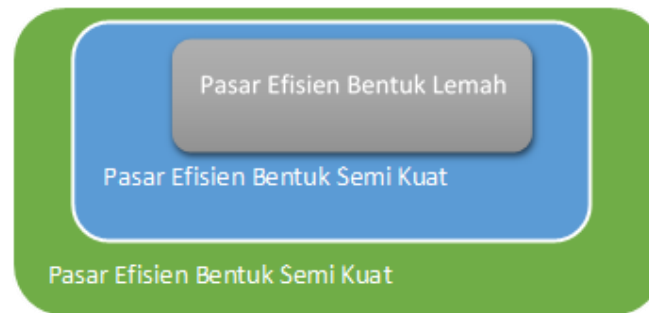 Pasar Efisien Bentuk Lemah
Pasar Efisien Bentuk Semi Kuat
Pasar Efisien Bentuk Semi Kuat